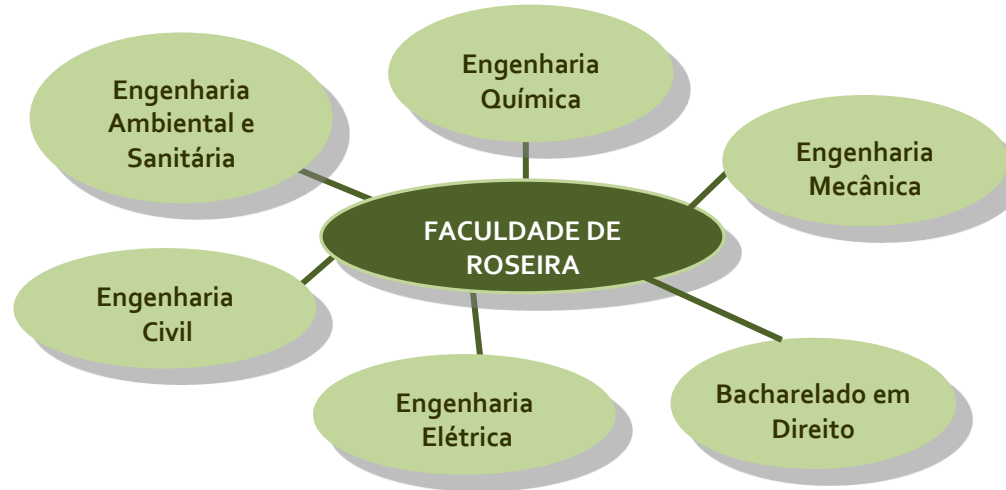 Engenharia
Ambiental e
Sanitária
Engenharia
Química
Engenharia
Mecânica
FACULDADE DE
ROSEIRA
Engenharia
Civil
Engenharia
Elétrica
Bacharelado em
Direito